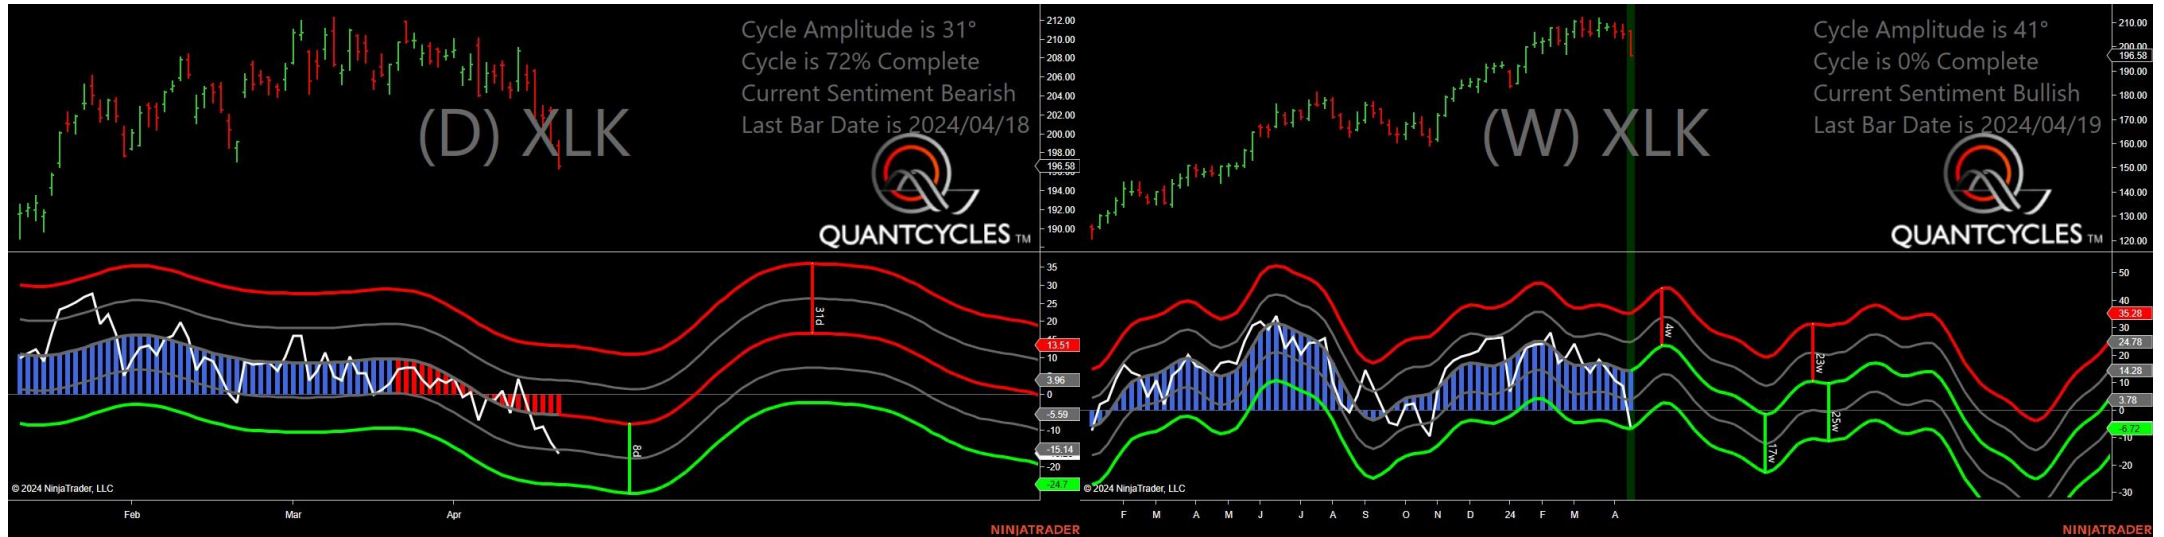 Cycle Amplitude is 31°
Cycle is 72% Complete
Current Sentiment Bearish
Last Bar Date is 2024/04/18
(D) XLK
QUANTCYCLES TM
212.00
210.00
208.00
206.00
204.00
202.00
200.00
198.00
196.58
194.00
192.00
190.00
35
30
25
20
13.51
10
3.96
0
-5.59
-10
-15.14
-20
-24.7
31d
8d
© 2024 NinjaTrader, LLC
Feb Mar Apr
NINJATRADER
Cycle Amplitude is 41°
Cycle is 0% Complete
Current Sentiment Bullish
Last Bar Date is 2024/04/19
(W) XLK
QUANTCYCLES TM
210.00
200.00
196.58
190.00
180.00
170.00
160.00
150.00
140.00
130.00
120.00
50
40
35.28
30
24.78
20
14.28
10
3.78
0
-6.72
-10
-20
-30
4w
23w
17w
25w
© 2024 NinjaTrader, LLC
F M A M J J A S O N D 24 F M A
NINJATRADER